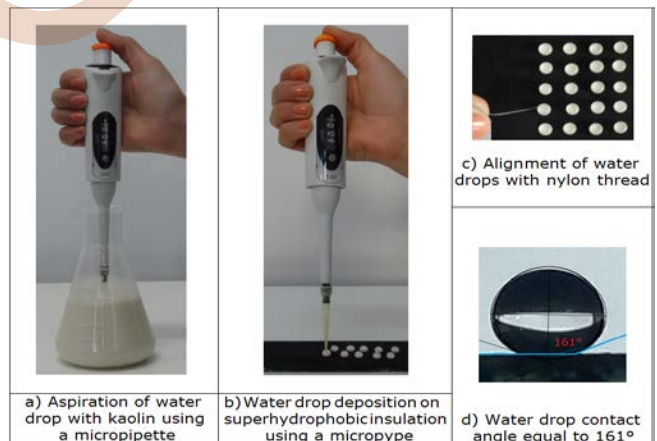 a) Aspiration of water
drop with kaolin using
a micropipette
b) Water drop deposition on
superhydrophobic insulation
using a micropype
c) Alignment of water
drops with nylon thread
161°
d) Water drop contact
angle equal to 161°